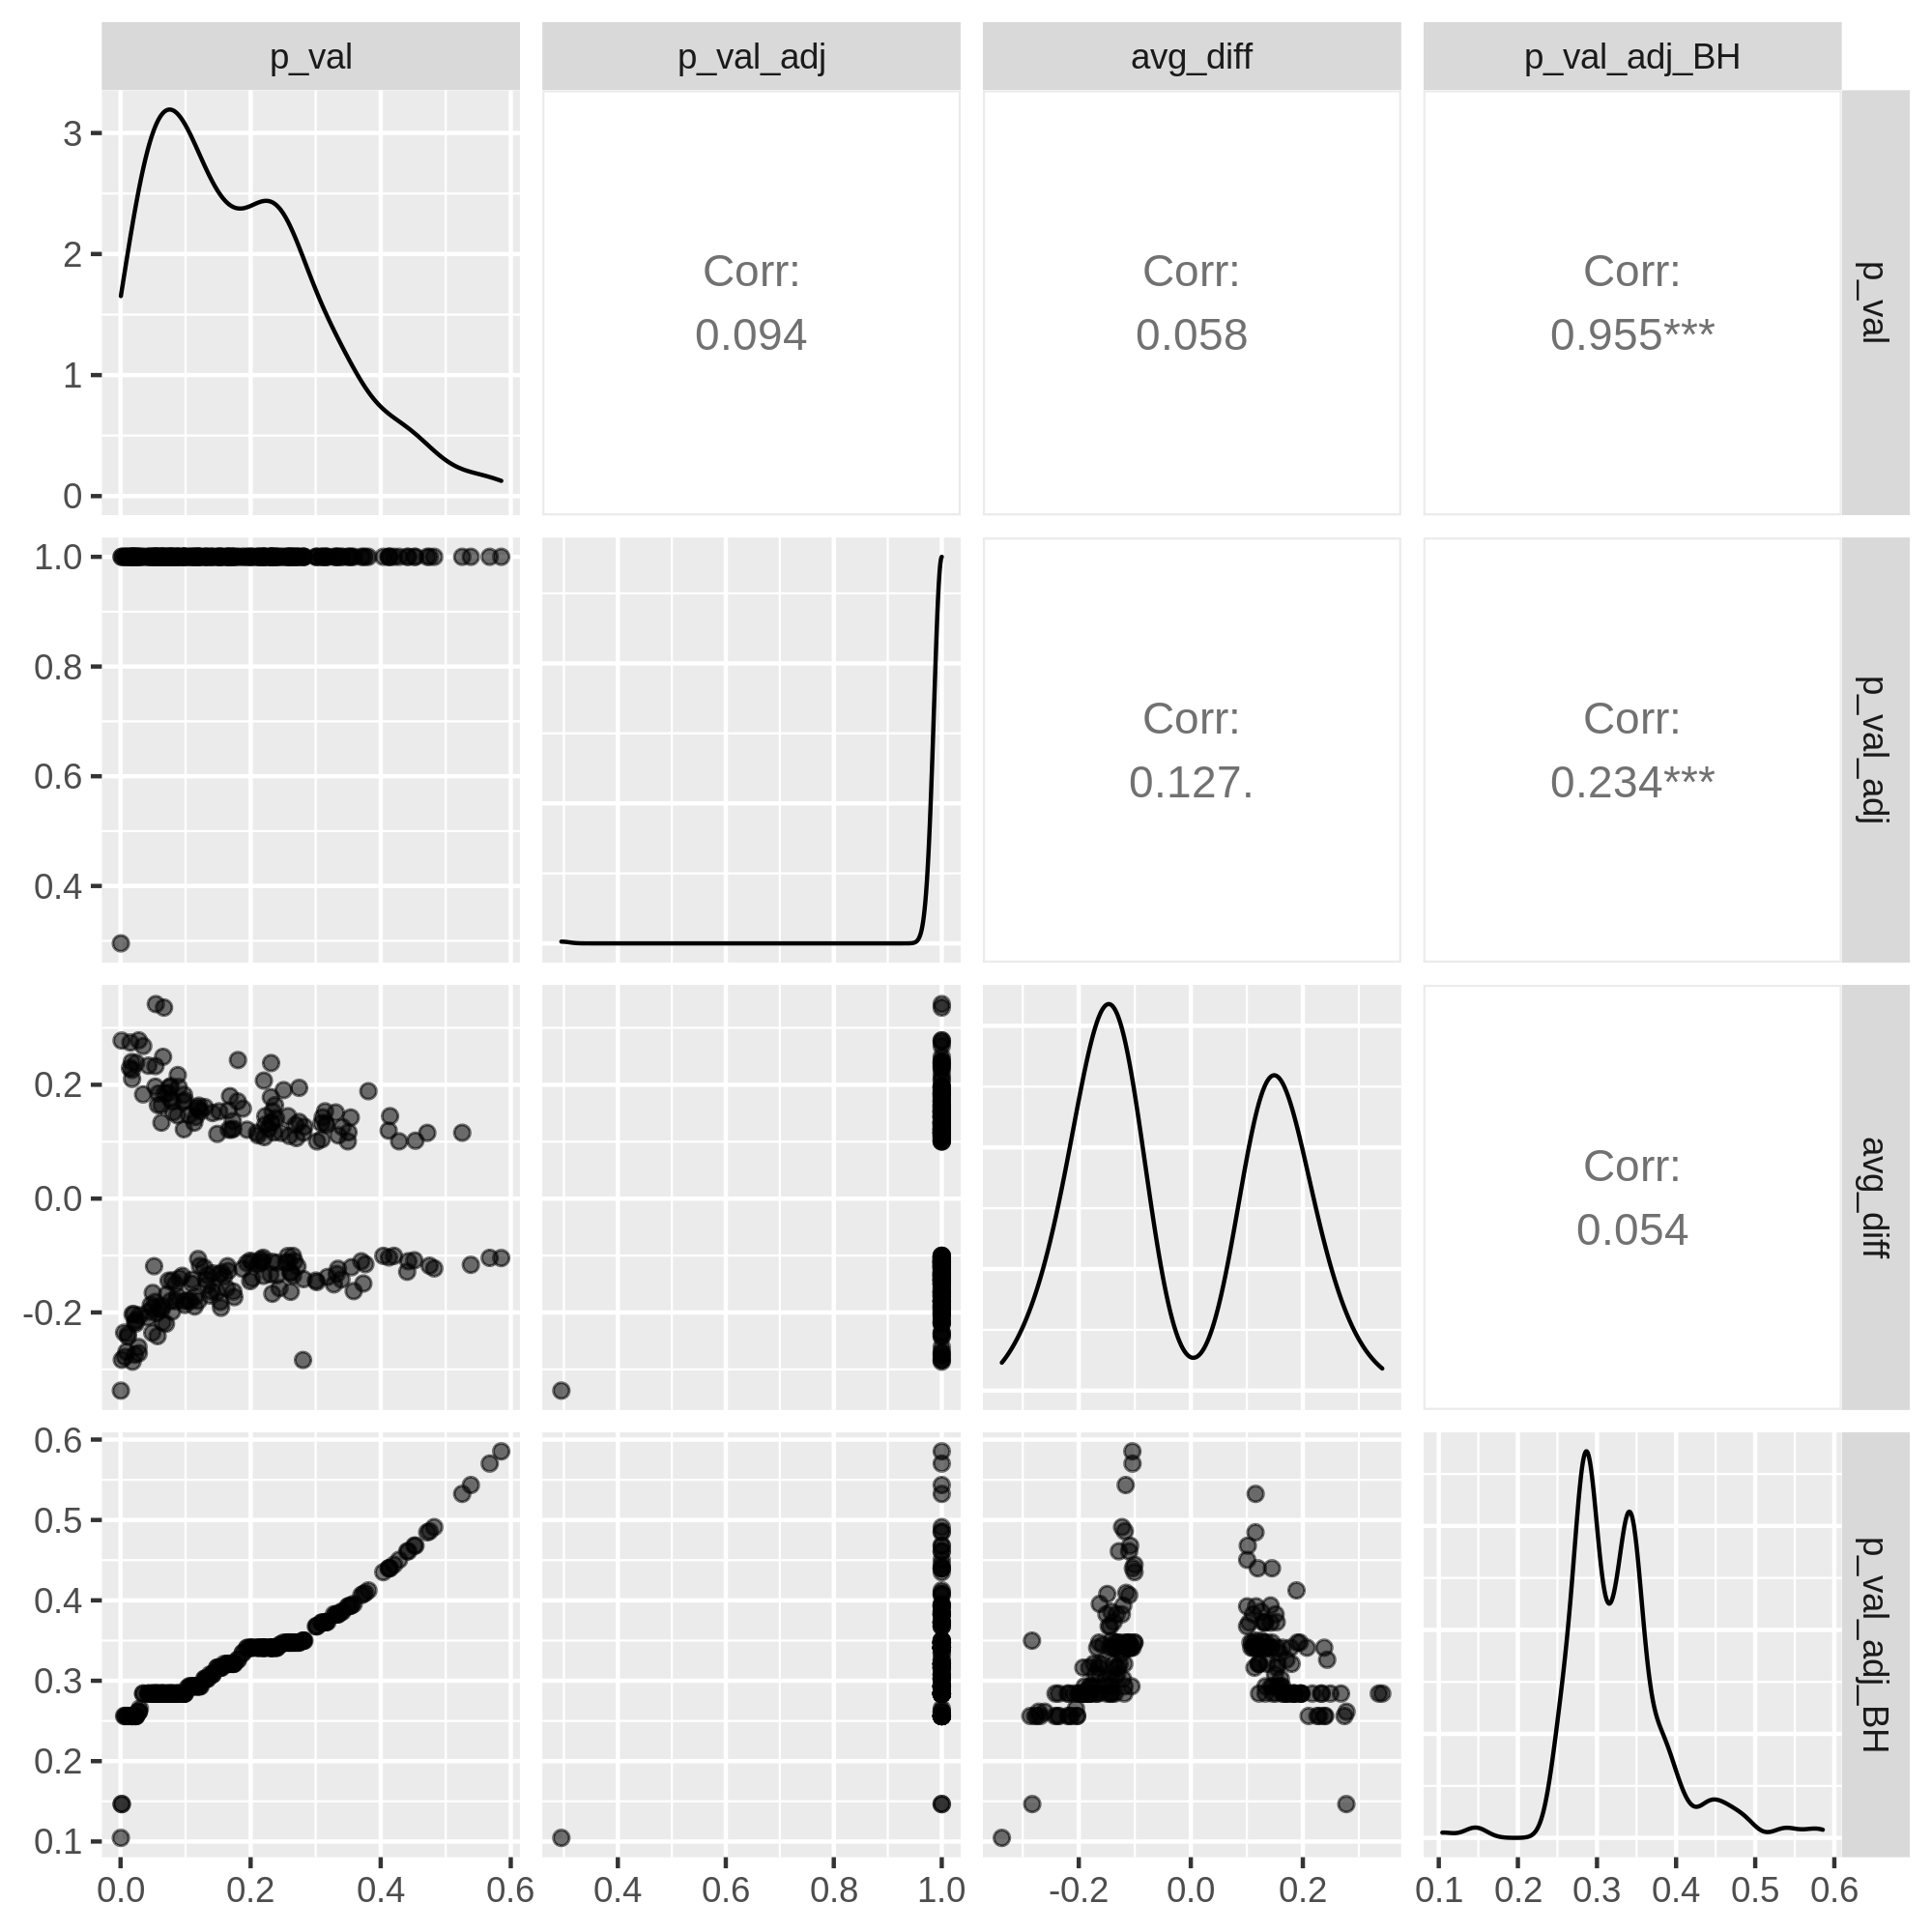 p_val p_val_adj avg_diff p_val_adj_BH
3
2
1
0
Corr:
0.094
Corr:
0.058
Corr:
0.955***
p_val
1.0
0.8
0.6
0.4
Corr:
0.127.
Corr:
0.234***
p_val_adj
0.2
0.0
-0.2
Corr:
0.054
avg_diff
0.6
0.5
0.4
0.3
0.2
0.1
p_val_adj_BH
0.0 0.2 0.4 0.6 0.4 0.6 0.8 1.0 -0.2 0.0 0.2 0.1 0.2 0.3 0.4 0.5 0.6